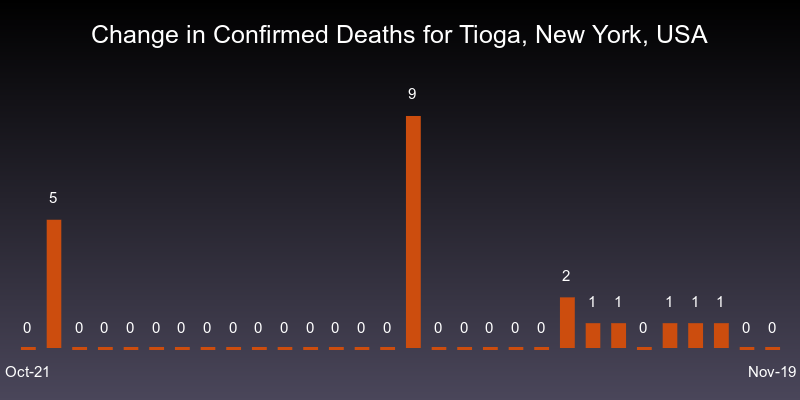 Change in Confirmed Deaths for Tioga, New York, USA
9
5
2
1 1 1 1 1
0 0 0 0 0 0 0 0 0 0 0 0 0 0 0 0 0 0 0 0 0 0
Oct-21 Nov-19